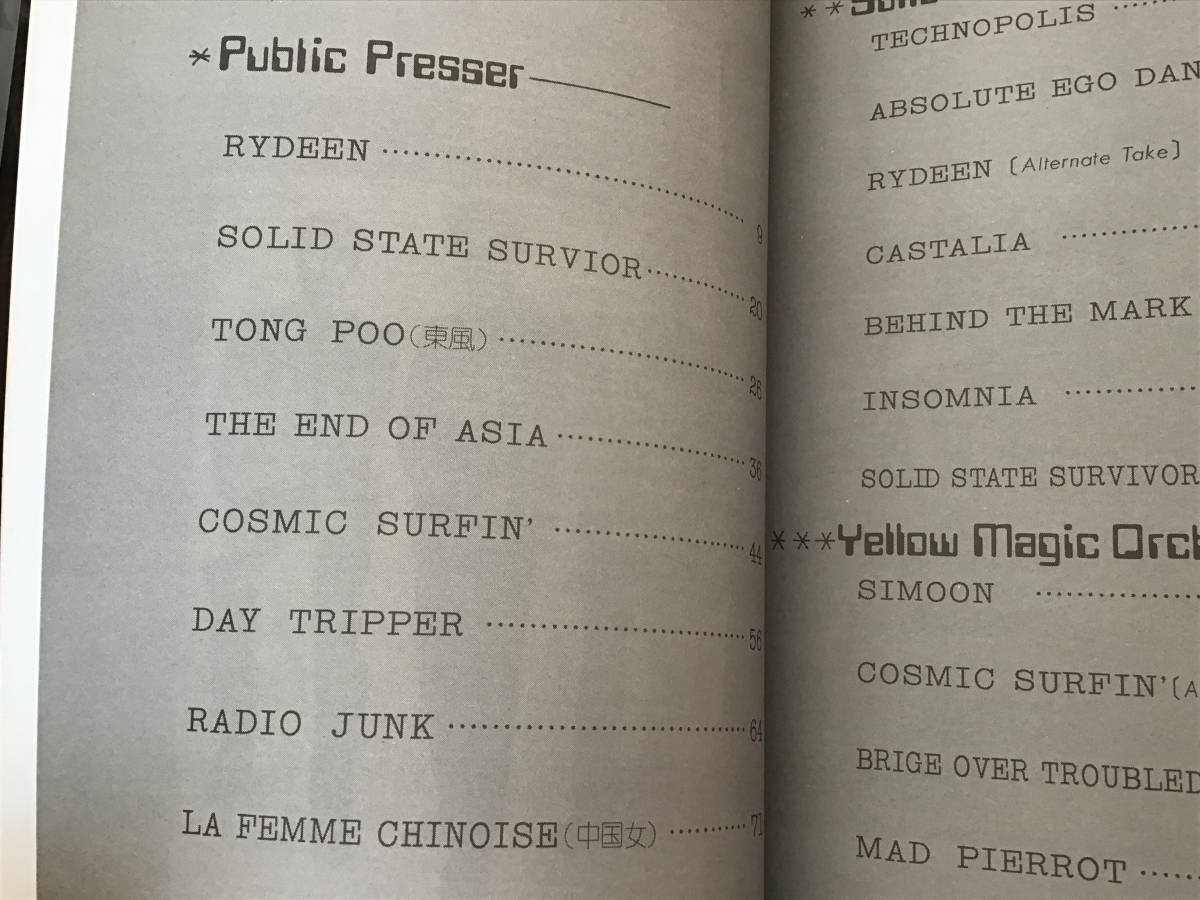 *Public Presser
RYDEEN ………… 9
SOLID STATE SURVIOR ………… 20
TONG POO(東風) ………… 26
THE END OF ASIA ………… 36
COSMIC SURFIN' ………… 44
DAY TRIPPER ………… 56
RADIO JUNK ………… 64
LA FEMME CHINOISE(中国女) ………… 71
**
TECHNOPOLIS …………
ABSOLUTE EGO DAN
RYDEEN (Alternate Take)
CASTALIA …………
BEHIND THE MARK
INSOMNIA …………
SOLID STATE SURVIVOR
***Yellow Magic Orch
SIMOON …………
COSMIC SURFIN'(A
BRIGE OVER TROUBLED
MAD PIERROT …………